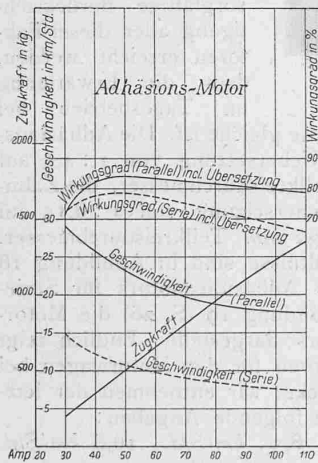 Zugkraft in kg.
Geschwindigkeit in km/Std.
Wirkungsgrad in %
Adhäsions-Motor
2000
90
Wirkungsgrad (Parallel) incl. Übersetzung
80
1500 30
Wirkungsgrad (Serie) incl. Übersetzung
70
25
Geschwindigkeit
(Parallel)
1000 20
Zugkraft
15
Geschwindigkeit (Serie)
500 10
5
Amp 20 30 40 50 60 70 80 90 100 110